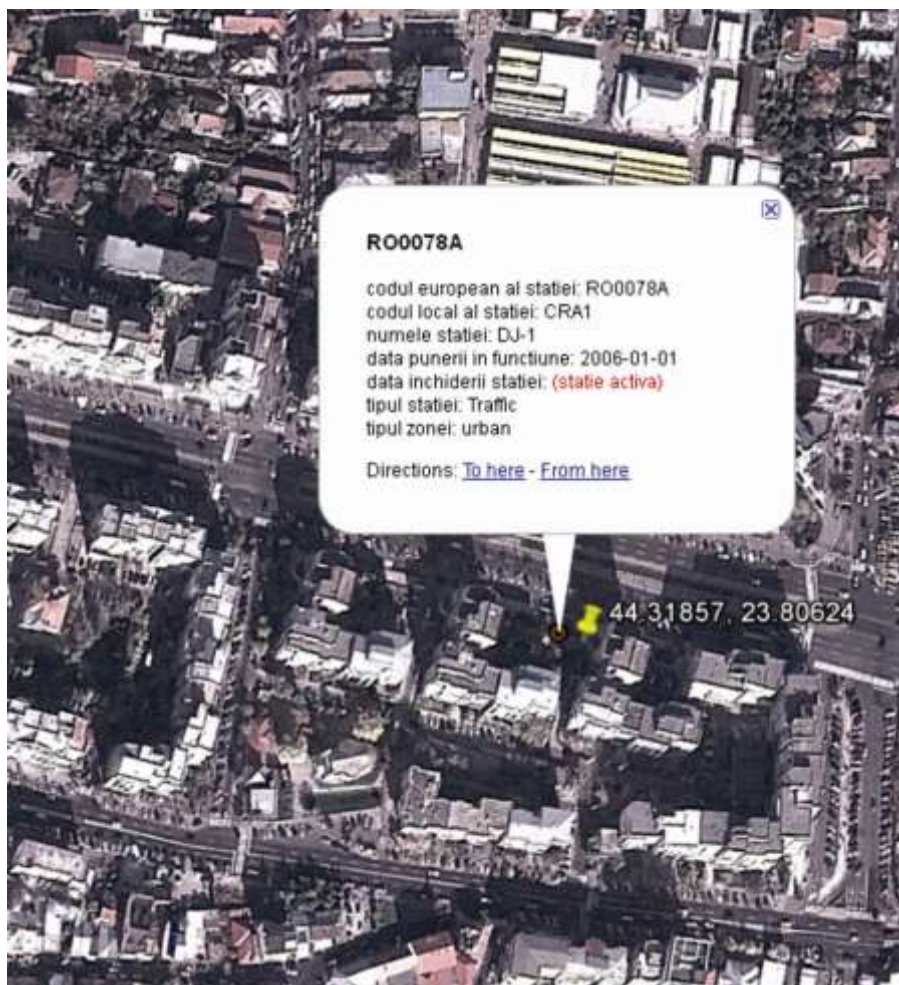 RO0078A
codul european al statiei: RO0078A
codul local al statiei: CRA1
numele statiei: DJ-1
data punerii in functiune: 2006-01-01
data inchiderii statiei: (statie activa)
tipul statiei: Traffic
tipul zonei: urban
Directions: To here - From here
44.31857, 23.80624